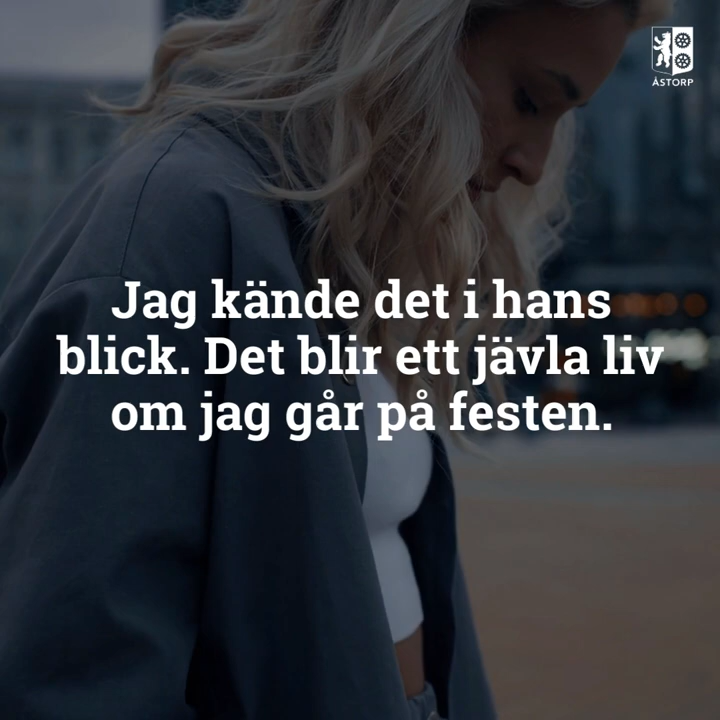 ÅSTORP
Jag kände det i hans
blick. Det blir ett jävla liv
om jag går på festen.